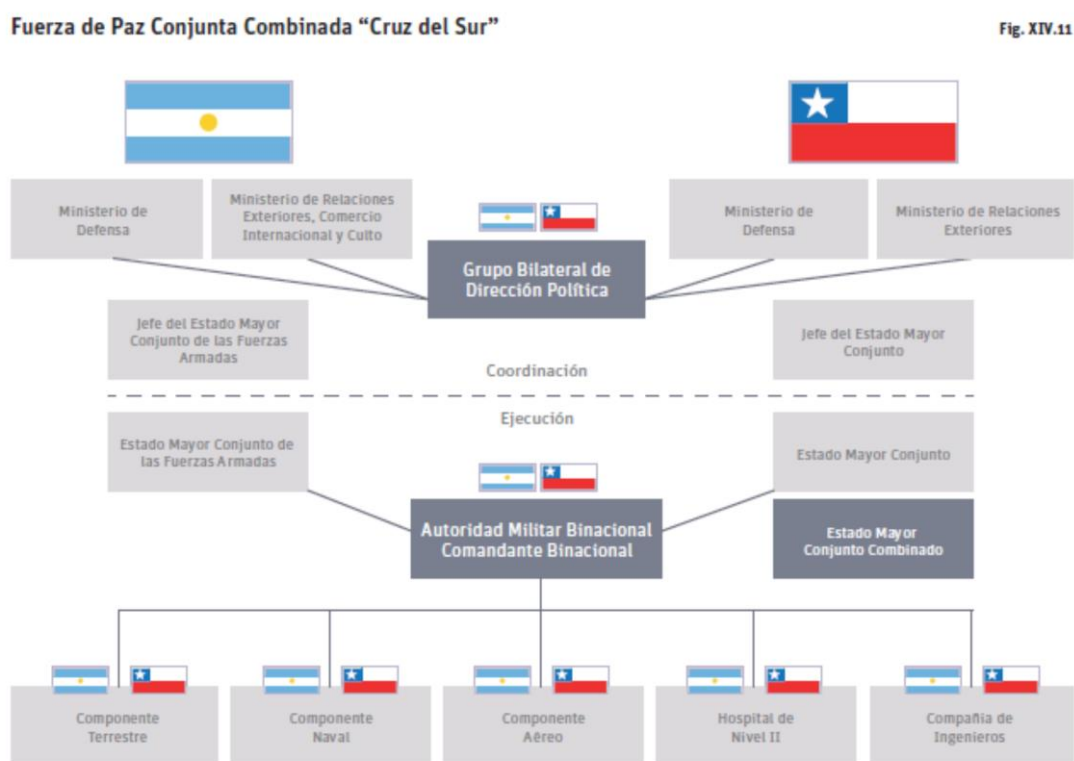 Fuerza de Paz Conjunta Combinada “Cruz del Sur”
Fig. XIV.11
Ministerio de
Defensa
Ministerio de Relaciones
Exteriores, Comercio
Internacional y Culto
Grupo Bilateral de
Dirección Política
Ministerio de
Defensa
Ministerio de Relaciones
Exteriores
Jefe del Estado Mayor
Conjunto de las Fuerzas
Armadas
Jefe del Estado Mayor
Conjunto
Coordinación
Ejecución
Estado Mayor Conjunto de
las Fuerzas Armadas
Estado Mayor Conjunto
Autoridad Militar Binacional
Comandante Binacional
Estado Mayor
Conjunto Combinado
Componente
Terrestre
Componente
Naval
Componente
Aéreo
Hospital de
Nivel II
Compañia de
Ingenieros